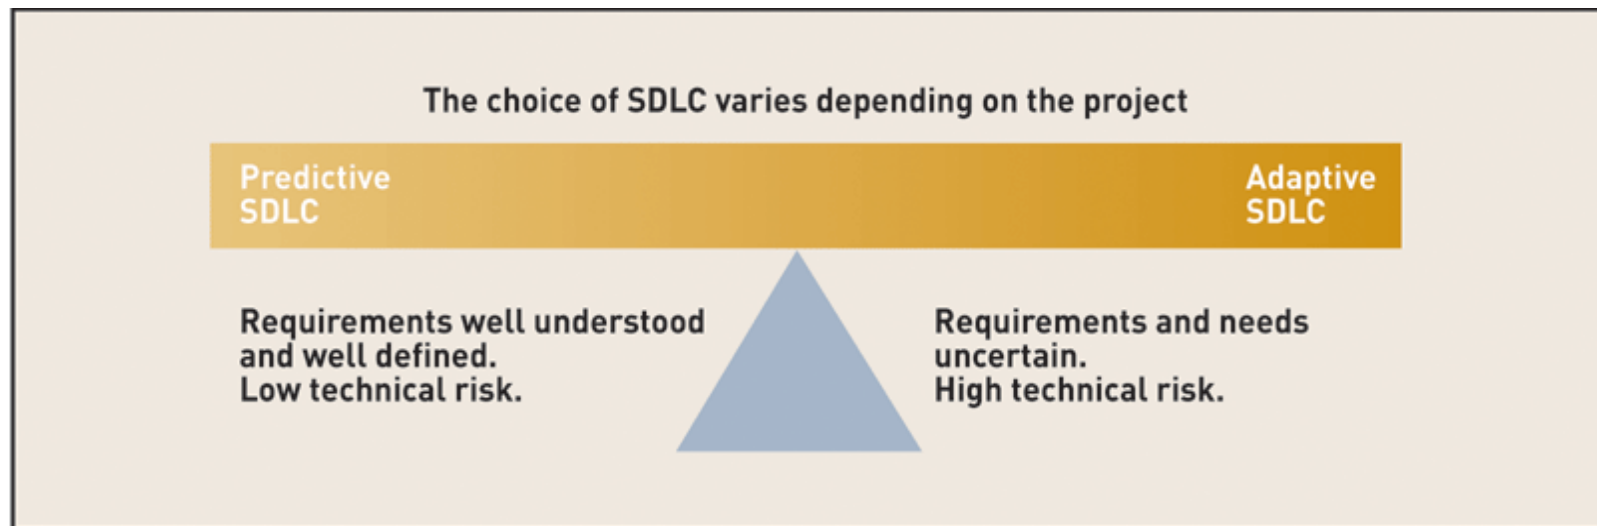 The choice of SDLC varies depending on the project
Predictive
SDLC
Adaptive
SDLC
Requirements well understood
and well defined.
Low technical risk.
Requirements and needs
uncertain.
High technical risk.